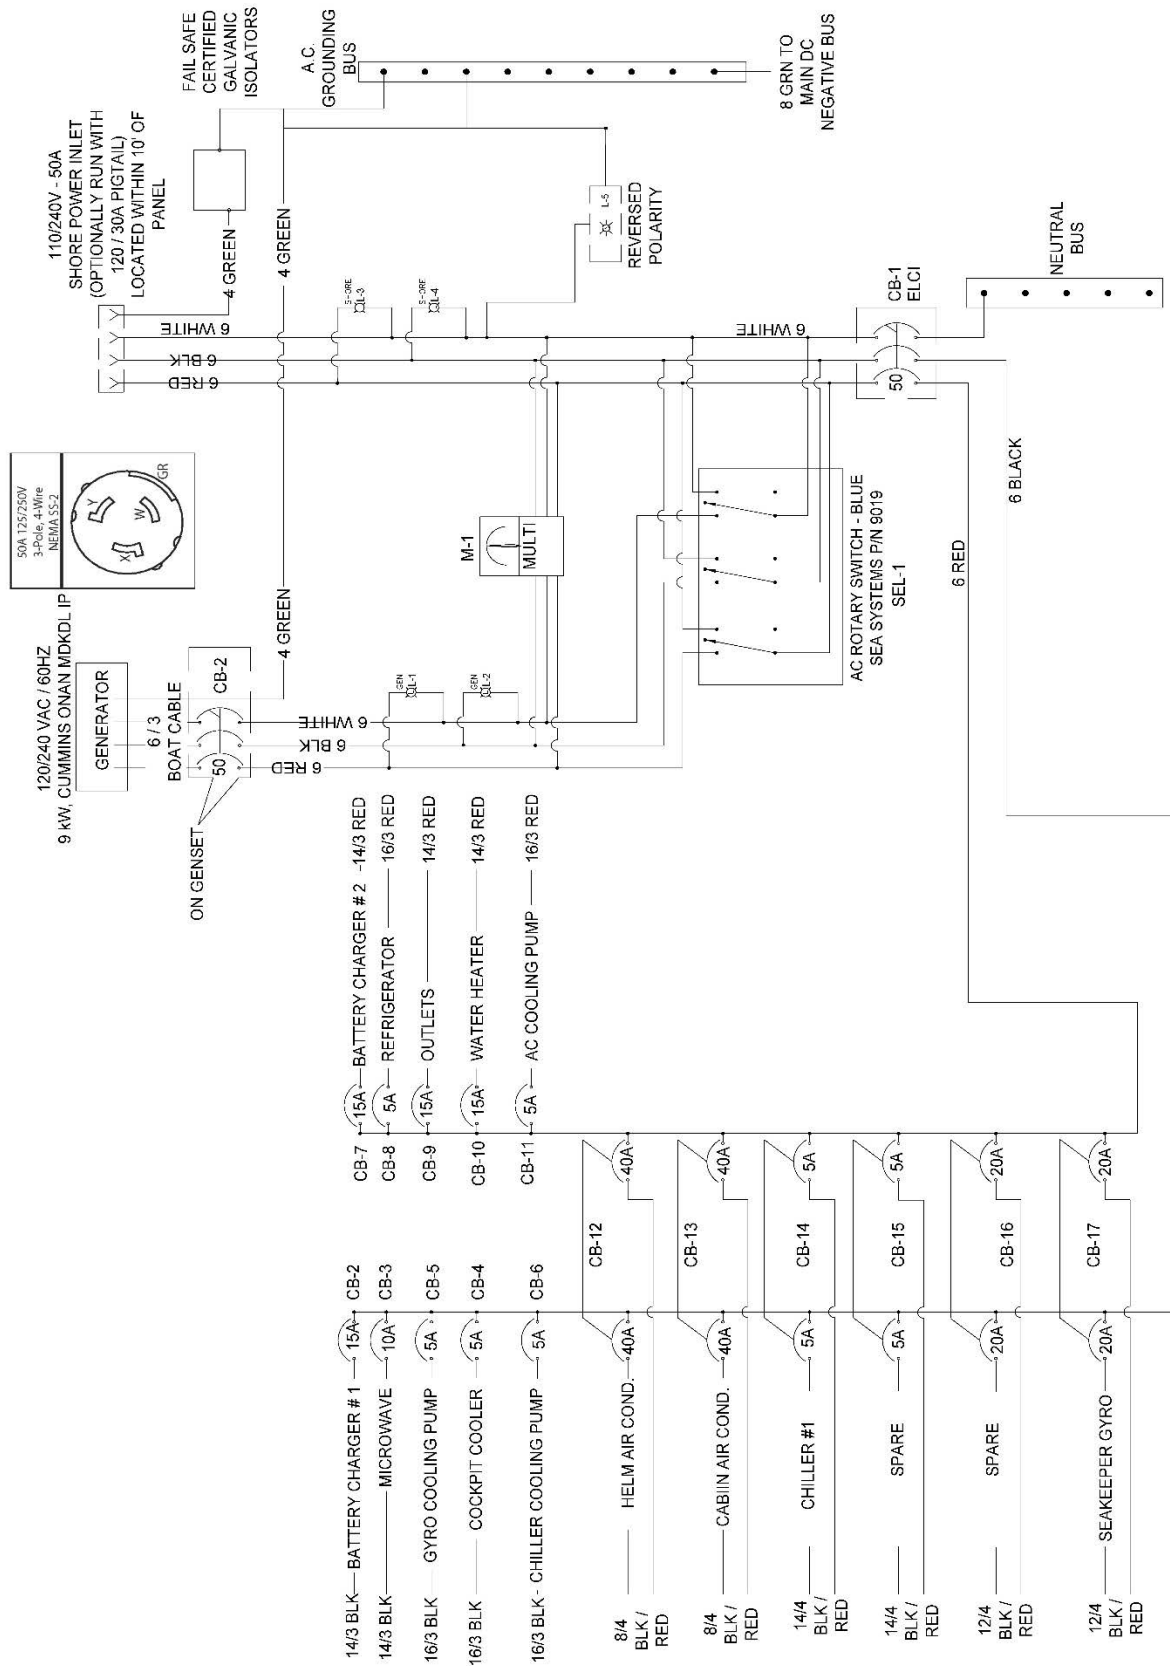 120/240 VAC / 60HZ
9 kW, CUMMINS ONAN MDKDL IP
GENERATOR
6 / 3
BOAT CABLE
CB-2
50
ON GENSET
50A 125/250V
3-Pole, 4-Wire
NEMA SS-2
X
Y
W
GR
110/240V - 50A
SHORE POWER INLET
(OPTIONALLY RUN WITH
120 / 30A PIGTAIL)
LOCATED WITHIN 10' OF
PANEL
FAIL SAFE
CERTIFIED
GALVANIC
ISOLATORS
A.C.
GROUNDING
BUS
8 GRN TO
MAIN DC
NEGATIVE BUS
4 GREEN
4 GREEN
4 GREEN
6 WHITE
6 BLK
6 RED
6 WHITE
6 BLK
6 RED
GEN
L-1
GEN
L-2
SHORE
L-3
SHORE
L-4
L-5
REVERSED
POLARITY
M-1
MULTI
AC ROTARY SWITCH - BLUE
SEA SYSTEMS P/N 9019
SEL-1
6 WHITE
CB-1
ELCI
50
NEUTRAL
BUS
6 RED
6 BLACK
CB-7 15A BATTERY CHARGER # 2 -14/3 RED
CB-8 5A REFRIGERATOR 16/3 RED
CB-9 15A OUTLETS 14/3 RED
CB-10 15A WATER HEATER 14/3 RED
CB-11 5A AC COOLING PUMP 16/3 RED
14/3 BLK BATTERY CHARGER # 1 15A CB-2
14/3 BLK MICROWAVE 10A CB-3
16/3 BLK GYRO COOLING PUMP 5A CB-5
16/3 BLK COCKPIT COOLER 5A CB-4
16/3 BLK - CHILLER COOLING PUMP 5A CB-6
8/4
BLK /
RED
HELM AIR COND. 40A CB-12 40A
8/4
BLK /
RED
CABIIN AIR COND. 40A CB-13 40A
14/4
BLK /
RED
CHILLER #1 5A CB-14 5A
14/4
BLK /
RED
SPARE 5A CB-15 5A
12/4
BLK /
RED
SPARE 20A CB-16 20A
12/4
BLK /
RED
SEAKEEPER GYRO 20A CB-17 20A